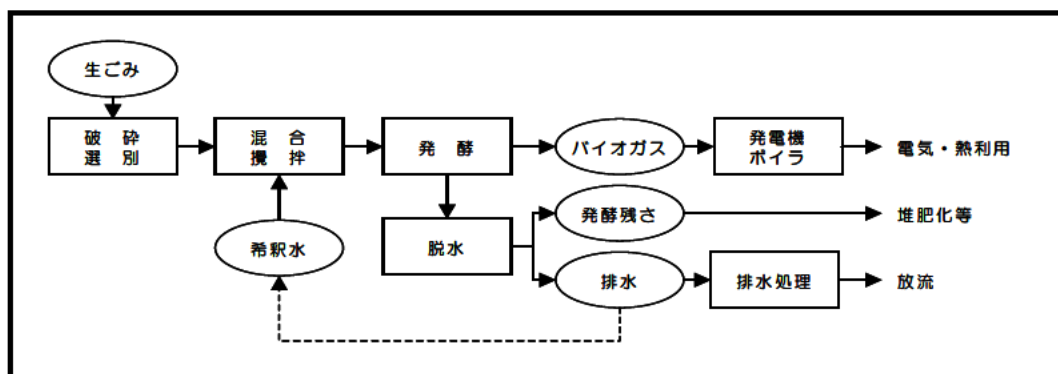 生ごみ
破砕
選別
混合
攪拌
発酵
バイオガス
発電機
ボイラ
電気・熱利用
希釈水
脱水
発酵残さ
堆肥化等
排水
排水処理
放流